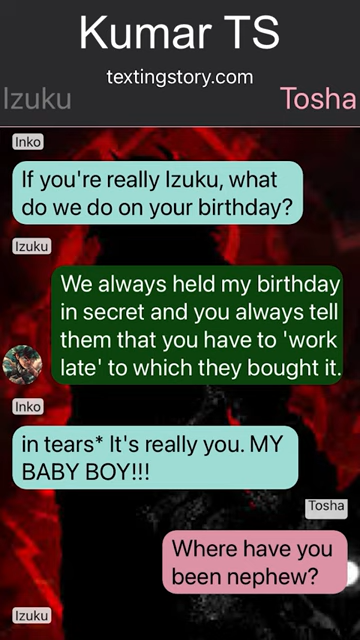 Kumar TS
textingstory.com
Izuku
Tosha
Inko
If you're really Izuku, what
do we do on your birthday?
Izuku
We always held my birthday
in secret and you always tell
them that you have to 'work
late' to which they bought it.
Inko
in tears* It's really you. MY
BABY BOY!!!
Tosha
Where have you
been nephew?
Izuku